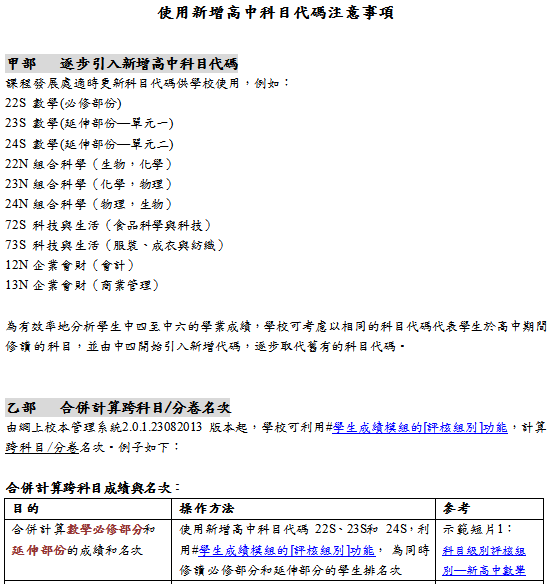 使用新增高中科目代碼注意事項
甲部 逐步引入新增高中科目代碼
課程發展處適時更新科目代碼供學校使用，例如：
22S 數學(必修部份)
23S 數學(延伸部份—單元一)
24S 數學(延伸部份—單元二)
22N 組合科學（生物，化學）
23N 組合科學（化學，物理）
24N 組合科學（物理，生物）
72S 科技與生活（食品科學與科技）
73S 科技與生活（服裝、成衣與紡織）
12N 企業會財（會計）
13N 企業會財（商業管理）
為有效率地分析學生中四至中六的學業成績，學校可考慮以相同的科目代碼代表學生於高中期間
修讀的科目，並由中四開始引入新增代碼，逐步取代舊有的科目代碼。
乙部 合併計算跨科目/分卷名次
由網上校本管理系統2.0.1.23082013 版本起，學校可利用#學生成績模組的[評核組別]功能，計算
跨科目/分卷名次。例子如下：
合併計算跨科目成績與名次：
目的 操作方法 參考
合併計算數學必修部分和
延伸部份的成績和名次
使用新增高中科目代碼 22S、23S和 24S，利
用#學生成績模組的[評核組別]功能， 為同時
修讀必修部分和延伸部份的學生排名次
示範短片1：
科目級別評核組
別—新高中數學